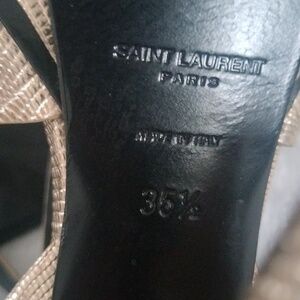 SAINT LAURENT
PARIS
MADE IN ITALY
35½